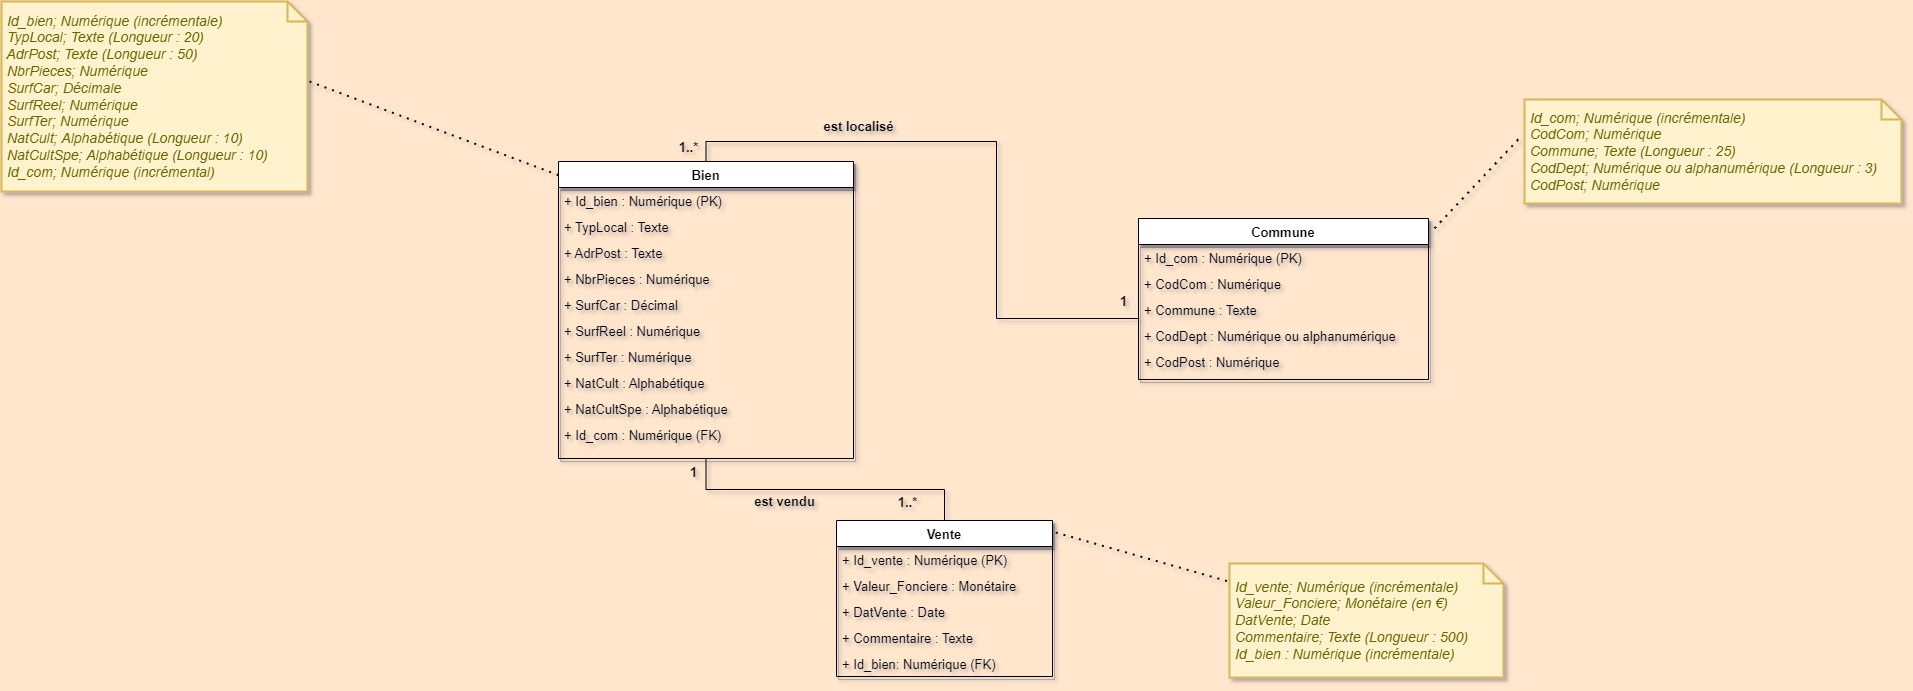 Id_bien; Numérique (incrémentale)
TypLocal; Texte (Longueur : 20)
AdrPost; Texte (Longueur : 50)
NbrPieces; Numérique
SurfCar; Décimale
SurfReel; Numérique
SurfTer; Numérique
NatCult; Alphabétique (Longueur : 10)
NatCultSpe; Alphabétique (Longueur : 10)
Id_com; Numérique (incrémental)
est localisé
1..*
Bien
+ Id_bien : Numérique (PK)
+ TypLocal : Texte
+ AdrPost : Texte
+ NbrPieces : Numérique
+ SurfCar : Décimal
+ SurfReel : Numérique
+ SurfTer : Numérique
+ NatCult : Alphabétique
+ NatCultSpe : Alphabétique
+ Id_com : Numérique (FK)
Id_com; Numérique (incrémentale)
CodCom; Numérique
Commune; Texte (Longueur : 25)
CodDept; Numérique ou alphanumérique (Longueur : 3)
CodPost; Numérique
1
Commune
+ Id_com : Numérique (PK)
+ CodCom : Numérique
+ Commune : Texte
+ CodDept : Numérique ou alphanumérique
+ CodPost : Numérique
1
est vendu
1..*
Vente
+ Id_vente : Numérique (PK)
+ Valeur_Fonciere : Monétaire
+ DatVente : Date
+ Commentaire : Texte
+ Id_bien: Numérique (FK)
Id_vente; Numérique (incrémentale)
Valeur_Fonciere; Monétaire (en €)
DatVente; Date
Commentaire; Texte (Longueur : 500)
Id_bien : Numérique (incrémentale)